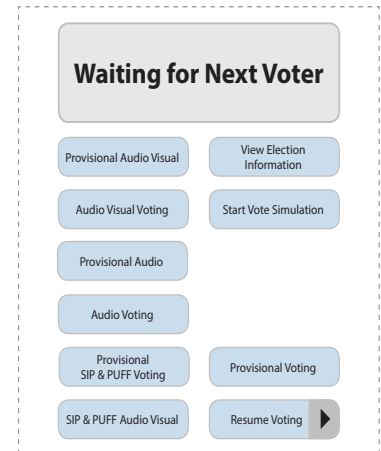 Waiting for Next Voter
Provisional Audio Visual
View Election
Information
Audio Visual Voting
Start Vote Simulation
Provisional Audio
Audio Voting
Provisional
SIP & PUFF Voting
Provisional Voting
SIP & PUFF Audio Visual
Resume Voting